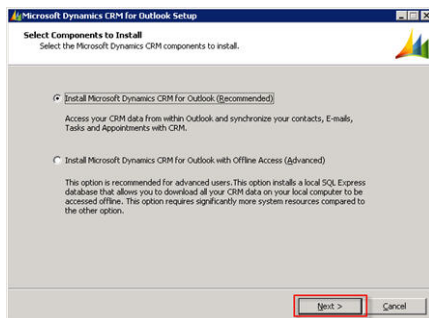 Microsoft Dynamics CRM for Outlook Setup
Select Components to Install
Select the Microsoft Dynamics CRM components to install.
Install Microsoft Dynamics CRM for Outlook (Recommended)
Access your CRM data from within Outlook and synchronize your contacts, E-mails,
Tasks and Appointments with CRM.
Install Microsoft Dynamics CRM for Outlook with Offline Access (Advanced)
This option is recommended for advanced users.This option installs a local SQL Express
database that allows you to download all your CRM data on your local computer to be
accessed offline. This option requires significantly more system resources compared to
the other option.
Next >
Cancel